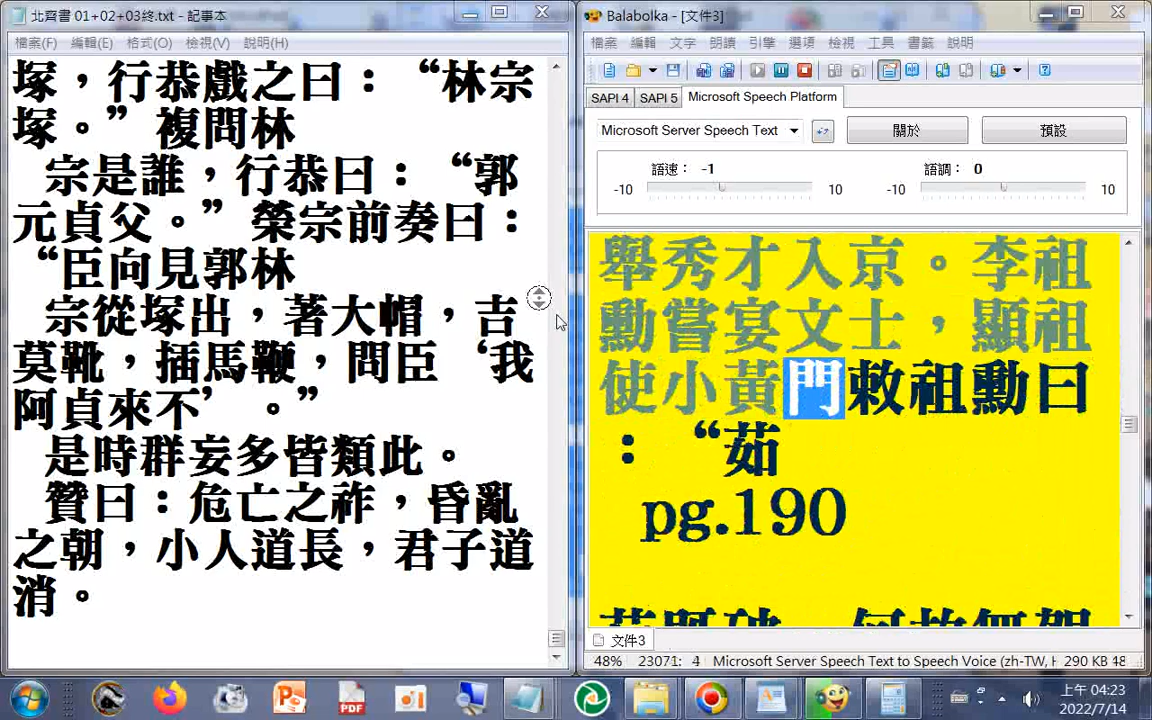 北齊書 01+02+03終.txt - 記事本
檔案(F) 編輯(E) 格式(O) 檢視(V) 說明(H)
塚，行恭戲之曰：“林宗
塚。”複問林
宗是誰，行恭曰：“郭
元貞父。”榮宗前奏曰：
“臣向見郭林
宗從塚出，著大帽，吉
莫靴，插馬鞭，問臣‘我
阿貞來不’。”
是時群妄多皆類此。
贊曰：危亡之祚，昏亂
之朝，小人道長，君子道
消。
Balabolka - [文件3]
檔案 編輯 文字 朗讀 引擎 選項 檢視 工具 書籤 說明
SAPI 4 SAPI 5 Microsoft Speech Platform
Microsoft Server Speech Text 關於 預設
語速： -1 語調： 0
-10 10 -10 10
舉秀才入京。李祖
勳嘗宴文士，顯祖
使小黃門敕祖勳曰
：“茹
pg.190
文件3
48% 23071: 4 Microsoft Server Speech Text to Speech Voice (zh-TW, H 290 KB 48
PDF
上午 04:23
2022/7/14